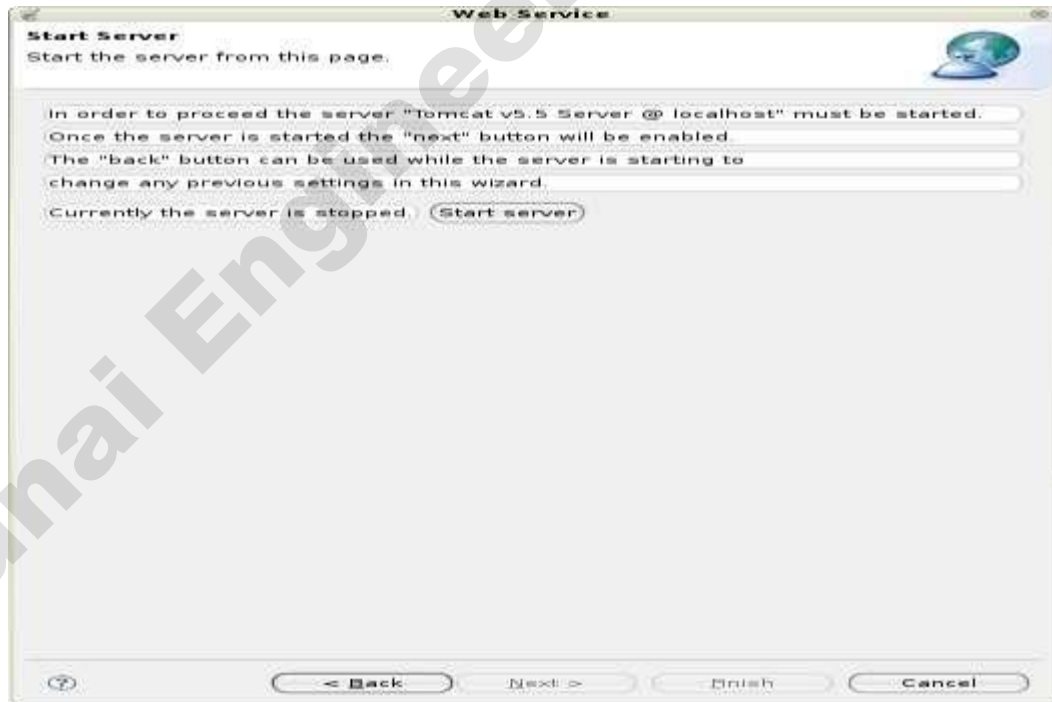 Web Service
Start Server
Start the server from this page.
In order to proceed the server "Tomcat v5.5 Server @ localhost" must be started.
Once the server is started the "next" button will be enabled.
The "back" button can be used while the server is starting to
change any previous settings in this wizard.
Currently the server is stopped. Start server
? < Back Next > Finish Cancel
nai Engineer